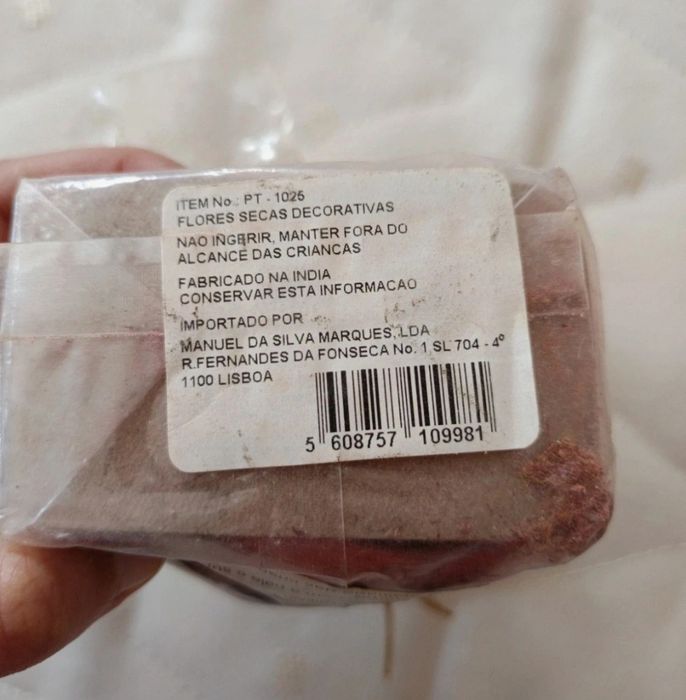 ITEM No.: PT - 1025
FLORES SECAS DECORATIVAS
NAO INGERIR, MANTER FORA DO
ALCANCE DAS CRIANCAS
FABRICADO NA INDIA
CONSERVAR ESTA INFORMACAO
IMPORTADO POR
MANUEL DA SILVA MARQUES, LDA
R.FERNANDES DA FONSECA No. 1 SL 704 - 4º
1100 LISBOA
5 608757 109981